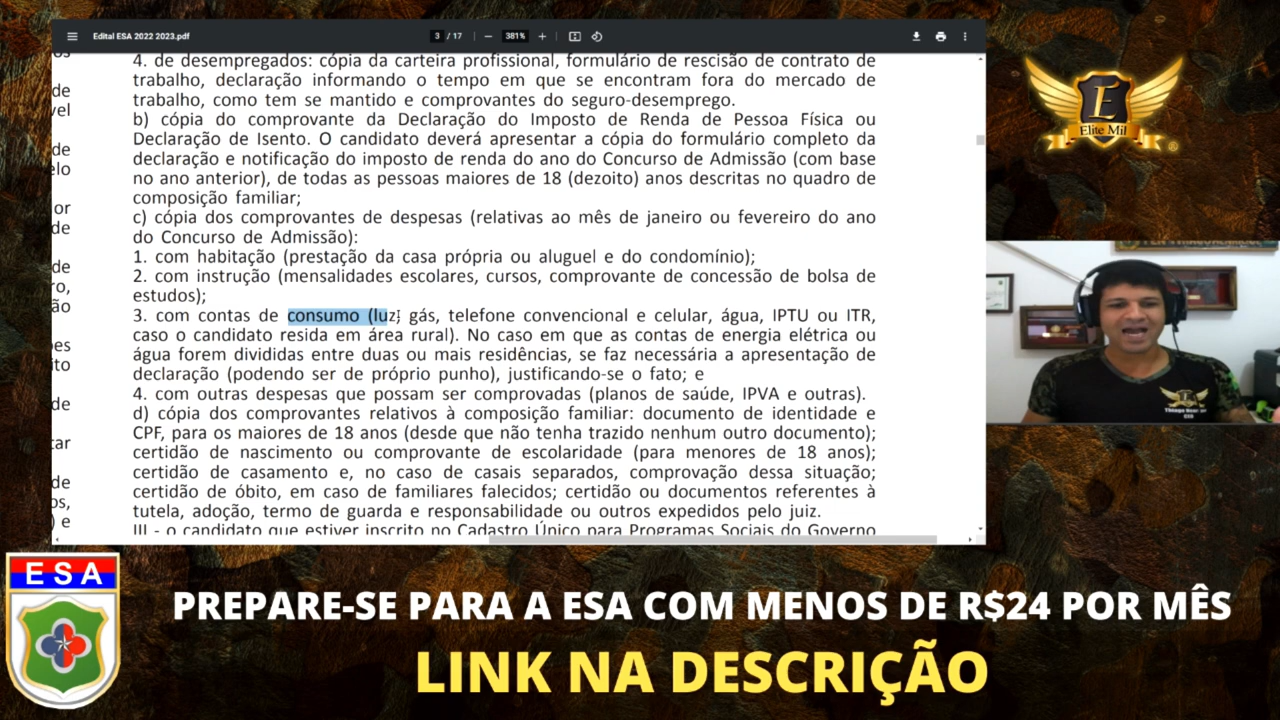 Edital ESA 2022 2023.pdf
3 / 17
381%
4. de desempregados: cópia da carteira profissional, formulário de rescisão de contrato de
trabalho, declaração informando o tempo em que se encontram fora do mercado de
trabalho, como tem se mantido e comprovantes do seguro-desemprego.
b) cópia do comprovante da Declaração do Imposto de Renda de Pessoa Física ou
Declaração de Isento. O candidato deverá apresentar a cópia do formulário completo da
declaração e notificação do imposto de renda do ano do Concurso de Admissão (com base
no ano anterior), de todas as pessoas maiores de 18 (dezoito) anos descritas no quadro de
composição familiar;
c) cópia dos comprovantes de despesas (relativas ao mês de janeiro ou fevereiro do ano
do Concurso de Admissão):
1. com habitação (prestação da casa própria ou aluguel e do condomínio);
2. com instrução (mensalidades escolares, cursos, comprovante de concessão de bolsa de
estudos);
3. com contas de consumo (luz, gás, telefone convencional e celular, água, IPTU ou ITR,
caso o candidato resida em área rural). No caso em que as contas de energia elétrica ou
água forem divididas entre duas ou mais residências, se faz necessária a apresentação de
declaração (podendo ser de próprio punho), justificando-se o fato; e
4. com outras despesas que possam ser comprovadas (planos de saúde, IPVA e outras).
d) cópia dos comprovantes relativos à composição familiar: documento de identidade e
CPF, para os maiores de 18 anos (desde que não tenha trazido nenhum outro documento);
certidão de nascimento ou comprovante de escolaridade (para menores de 18 anos);
certidão de casamento e, no caso de casais separados, comprovação dessa situação;
certidão de óbito, em caso de familiares falecidos; certidão ou documentos referentes à
tutela, adoção, termo de guarda e responsabilidade ou outros expedidos pelo juiz.
III - o candidato que estiver inscrito no Cadastro Único para Programas Sociais do Governo
E
Elite Mil
®
ESA
PREPARE-SE PARA A ESA COM MENOS DE R$24 POR MÊS
LINK NA DESCRIÇÃO